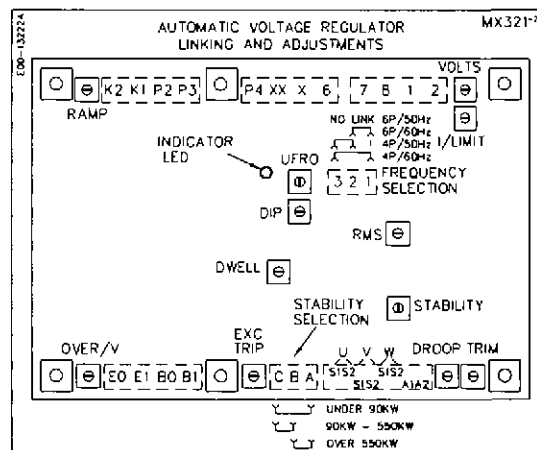 E00-13222A
AUTOMATIC VOLTAGE REGULATOR MX321-2
LINKING AND ADJUSTMENTS
VOLTS
K2 K1 P2 P3 P4 XX X 6 7 8 1 2
RAMP
NO LINK 6P/50Hz
6P/60Hz
4P/50Hz I/LIMIT
4P/60Hz
INDICATOR
LED
UFRO
3 2 1 FREQUENCY
SELECTION
DIP
RMS
DWELL
STABILITY
SELECTION
STABILITY
OVER/V EXC
TRIP U V W DROOP TRIM
E0 E1 B0 B1 C B A S1S2 S1S2
S1S2 A1A2
UNDER 90KW
90KW - 550KW
OVER 550KW